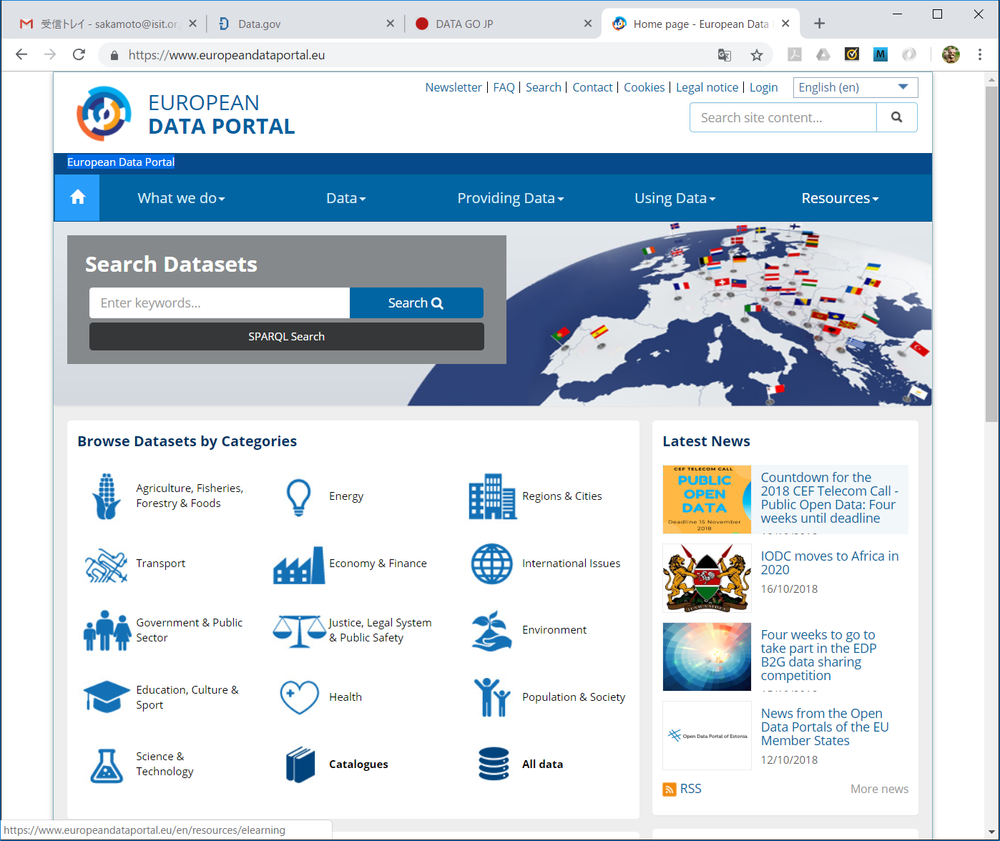 受信トレイ - sakamoto@isit.or.
Data.gov
DATA GO JP
Home page - European Data
https://www.europeandataportal.eu
Newsletter | FAQ | Search | Contact | Cookies | Legal notice | Login
English (en)
EUROPEAN
DATA PORTAL
Search site content...
European Data Portal
What we do
Data
Providing Data
Using Data
Resources
Search Datasets
Enter keywords...
Search
SPARQL Search
Browse Datasets by Categories
Agriculture, Fisheries,
Forestry & Foods
Energy
Regions & Cities
Transport
Economy & Finance
International Issues
Government & Public
Sector
Justice, Legal System
& Public Safety
Environment
Education, Culture &
Sport
Health
Population & Society
Science &
Technology
Catalogues
All data
Latest News
CEF TELECOM CALL
PUBLIC
OPEN
DATA
Deadline 15 November
2018
Countdown for the
2018 CEF Telecom Call -
Public Open Data: Four
weeks until deadline
IODC moves to Africa in
2020
16/10/2018
Four weeks to go to
take part in the EDP
B2G data sharing
competition
Open Data Portal of Estonia
News from the Open
Data Portals of the EU
Member States
12/10/2018
RSS
More news
https://www.europeandataportal.eu/en/resources/elearning